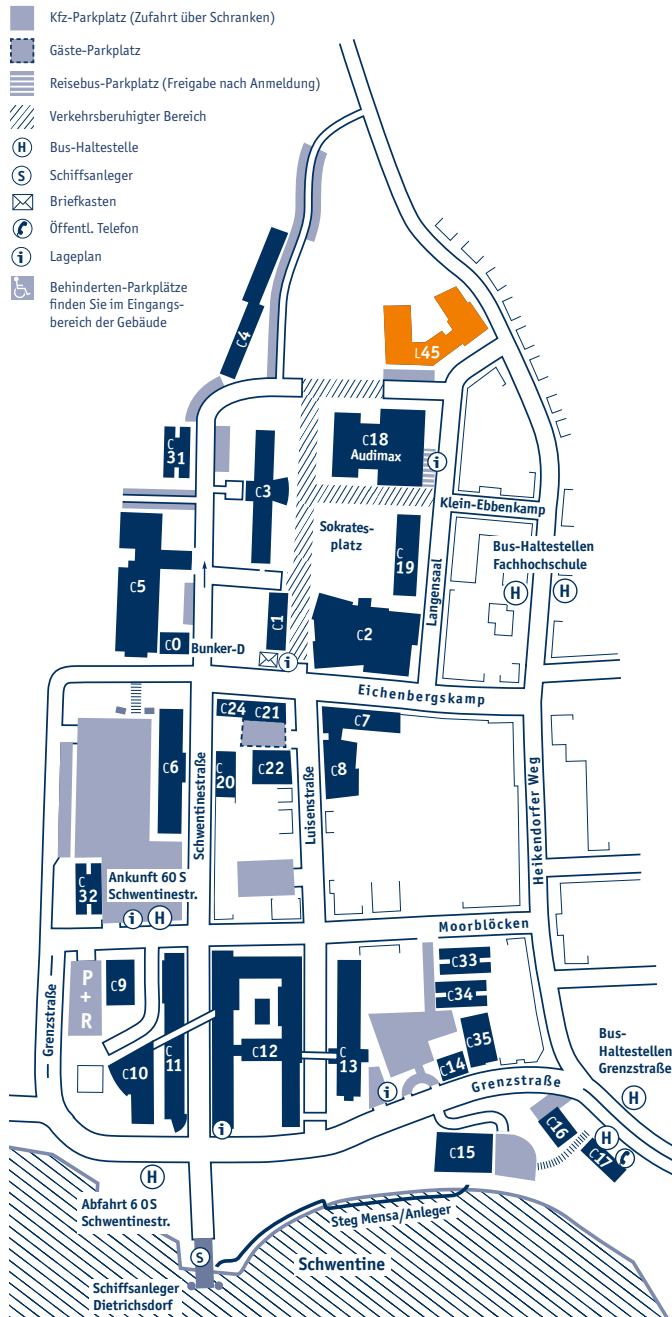 Kfz-Parkplatz (Zufahrt über Schranken)
Gäste-Parkplatz
Reisebus-Parkplatz (Freigabe nach Anmeldung)
Verkehrsberuhigter Bereich
H
Bus-Haltestelle
S
Schiffsanleger
Briefkasten
Öffentl. Telefon
i
Lageplan
Behinderten-Parkplätze
finden Sie im Eingangs-
bereich der Gebäude
C4
L45
C18
Audimax
i
C
31
C3
Klein-Ebbenkamp
Sokrates-
platz
C
19
Langensaal
Bus-Haltestellen
Fachhochschule
H
H
C5
C1
C2
C0
Bunker-D
i
Eichenbergskamp
C24
C21
C7
C6
Schwentinestraße
C
20
C22
Luisenstraße
C8
Heikendorfer Weg
C
32
Ankunft 60 S
Schwentinestr.
i
H
Moorblöcken
Grenzstraße
P
+
R
C9
C33
C34
C10
C
11
C12
C
13
C14
C35
i
Grenzstraße
Bus-
Haltestellen
Grenzstraße
H
i
C15
C16
H
C17
H
Abfahrt 6 0S
Schwentinestr.
Steg Mensa/Anleger
S
Schwentine
Schiffsanleger
Dietrichsdorf